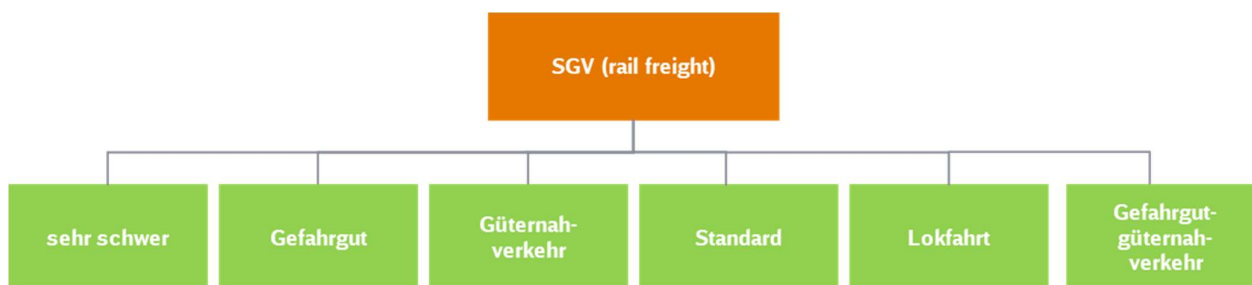 SGV (rail freight)
sehr schwer
Gefahrgut
Güternah-
verkehr
Standard
Lokfahrt
Gefahrgut-
güternah-
verkehr